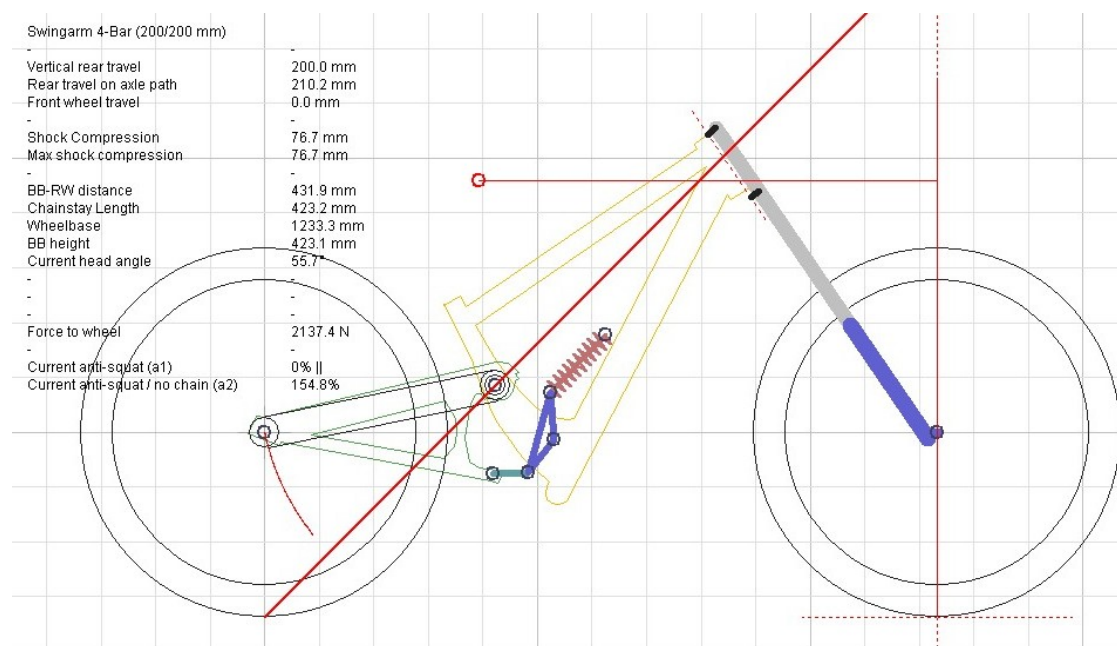 Swingarm 4-Bar (200/200 mm)
- -
Vertical rear travel 200.0 mm
Rear travel on axle path 210.2 mm
Front wheel travel 0.0 mm
- -
Shock Compression 76.7 mm
Max shock compression 76.7 mm
- -
BB-RW distance 431.9 mm
Chainstay Length 423.2 mm
Wheelbase 1233.3 mm
BB height 423.1 mm
Current head angle 55.7°
- -
- -
- -
Force to wheel 2137.4 N
- -
Current anti-squat (a1) 0% ||
Current anti-squat / no chain (a2) 154.8%